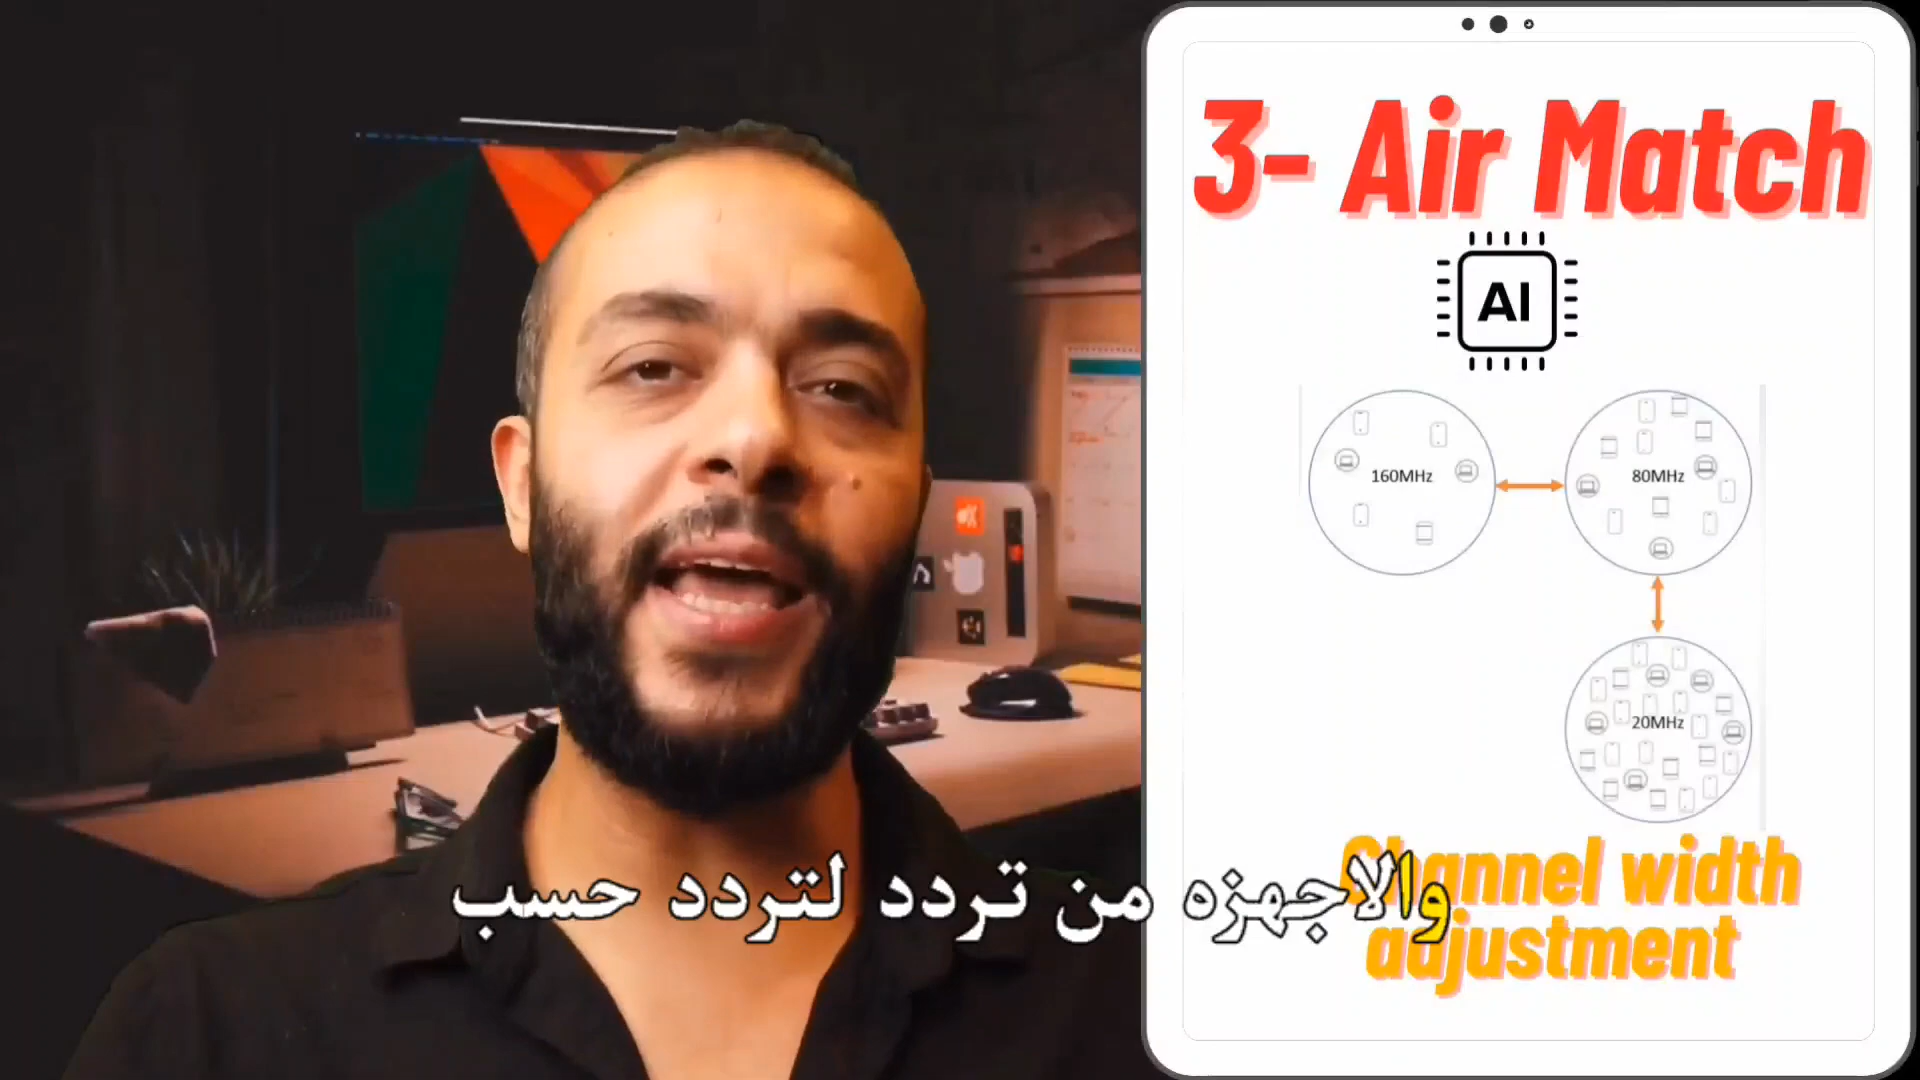 3- Air Match
AI
160MHz
80MHz
20MHz
Channel width
adjustment
والاجهزه من تردد لتردد حسب